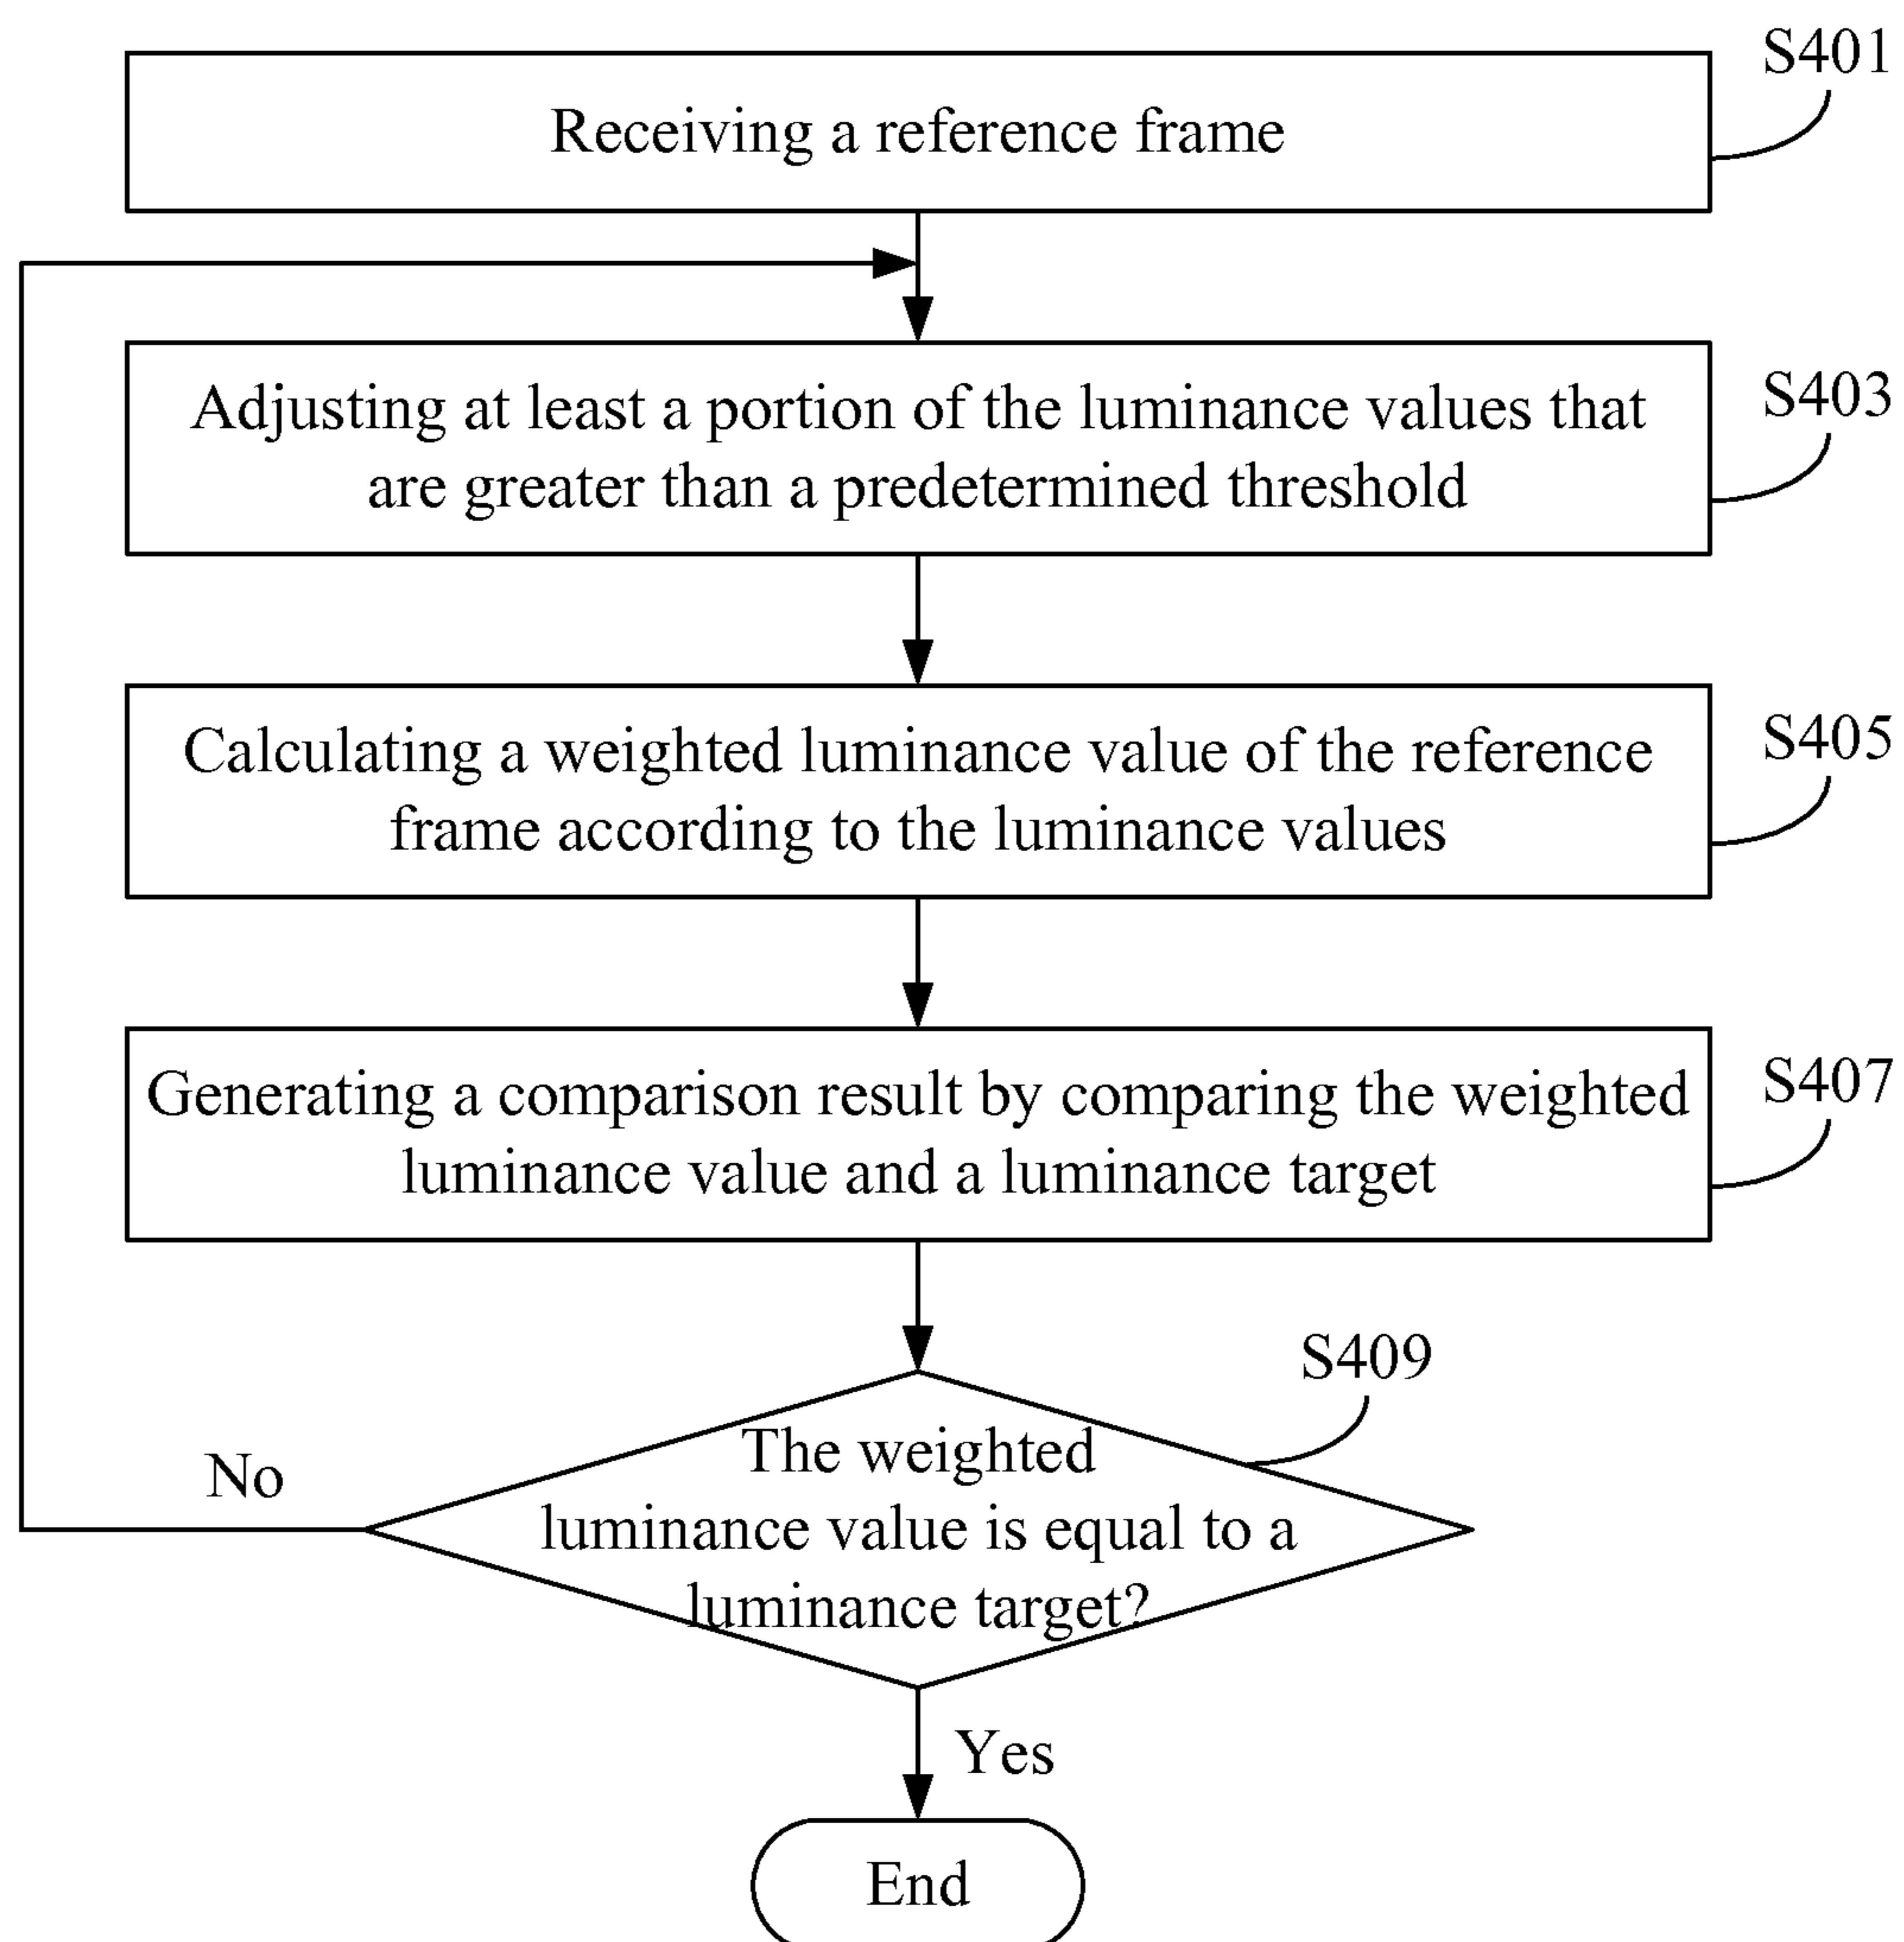 S401
Receiving a reference frame
S403
Adjusting at least a portion of the luminance values that
are greater than a predetermined threshold
S405
Calculating a weighted luminance value of the reference
frame according to the luminance values
S407
Generating a comparison result by comparing the weighted
luminance value and a luminance target
S409
The weighted
luminance value is equal to a
luminance target?
No
Yes
End